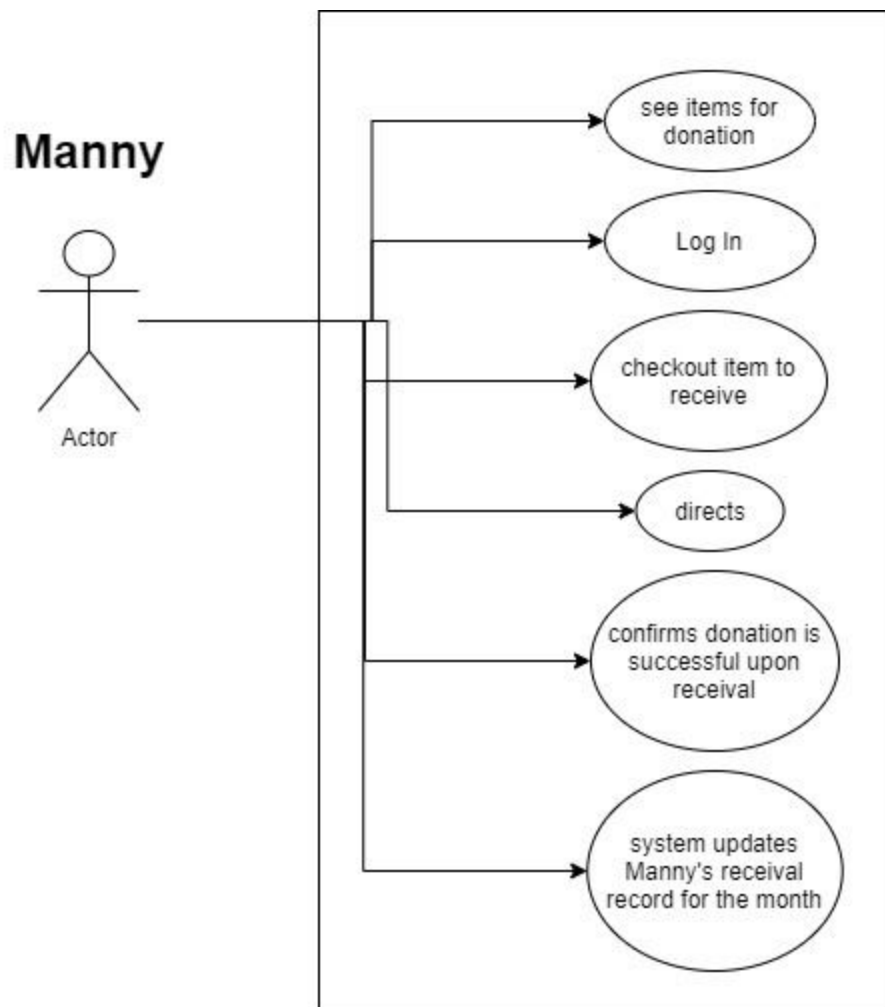 Manny
Actor
see items for
donation
Log In
checkout item to
receive
directs
confirms donation is
successful upon
receival
system updates
Manny's receival
record for the month